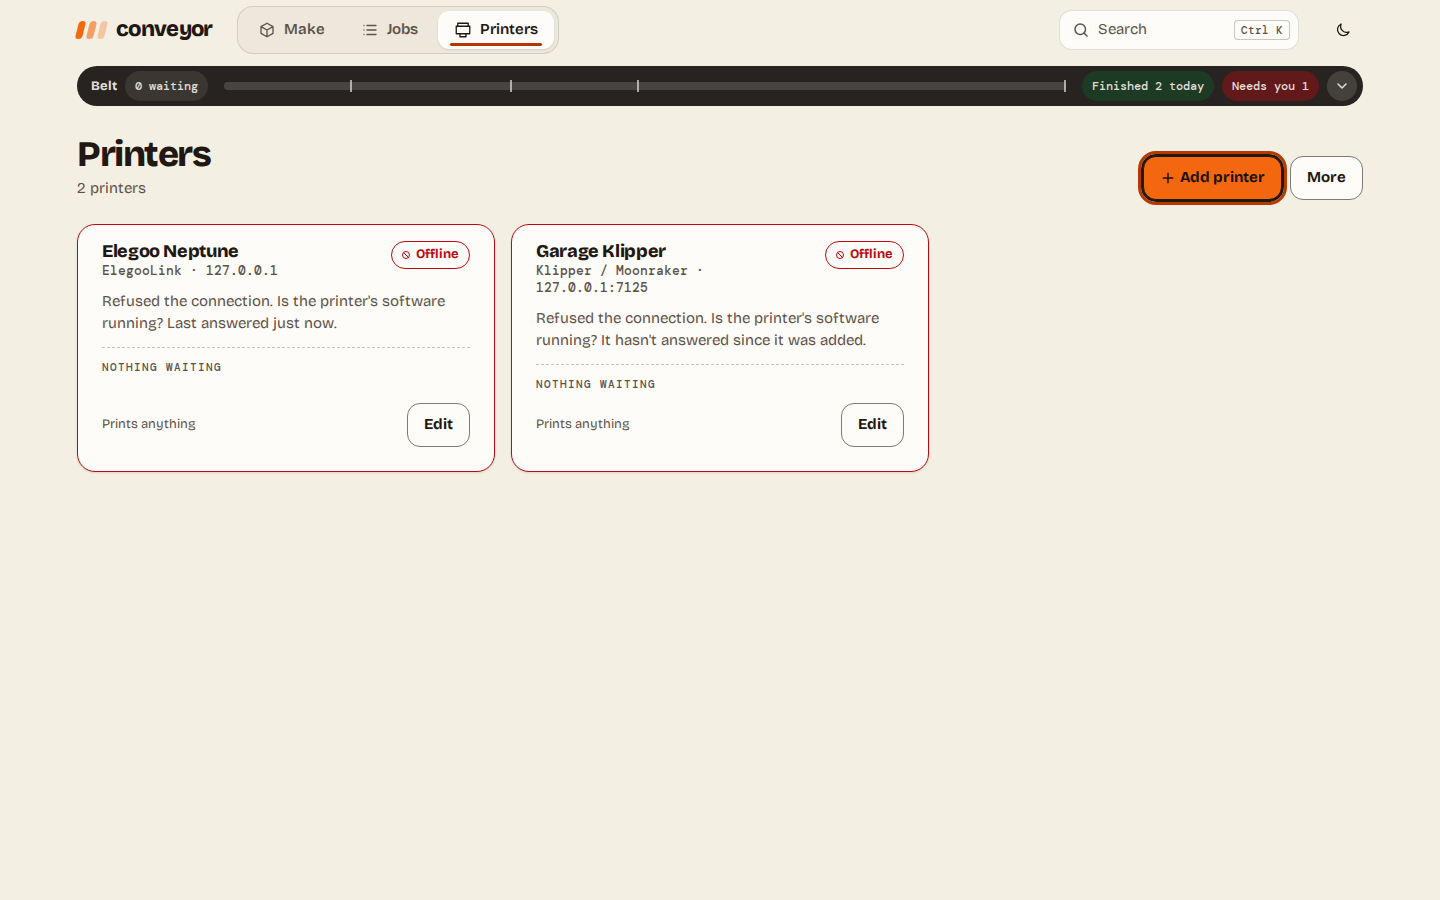 conveyor
Make
Jobs
Printers
Search
Ctrl K
Belt
0 waiting
Finished 2 today
Needs you 1
Printers
2 printers
+ Add printer
More
Elegoo Neptune
Offline
ElegooLink · 127.0.0.1
Refused the connection. Is the printer's software
running? Last answered just now.
NOTHING WAITING
Prints anything
Edit
Garage Klipper
Offline
Klipper / Moonraker ·
127.0.0.1:7125
Refused the connection. Is the printer's software
running? It hasn't answered since it was added.
NOTHING WAITING
Prints anything
Edit